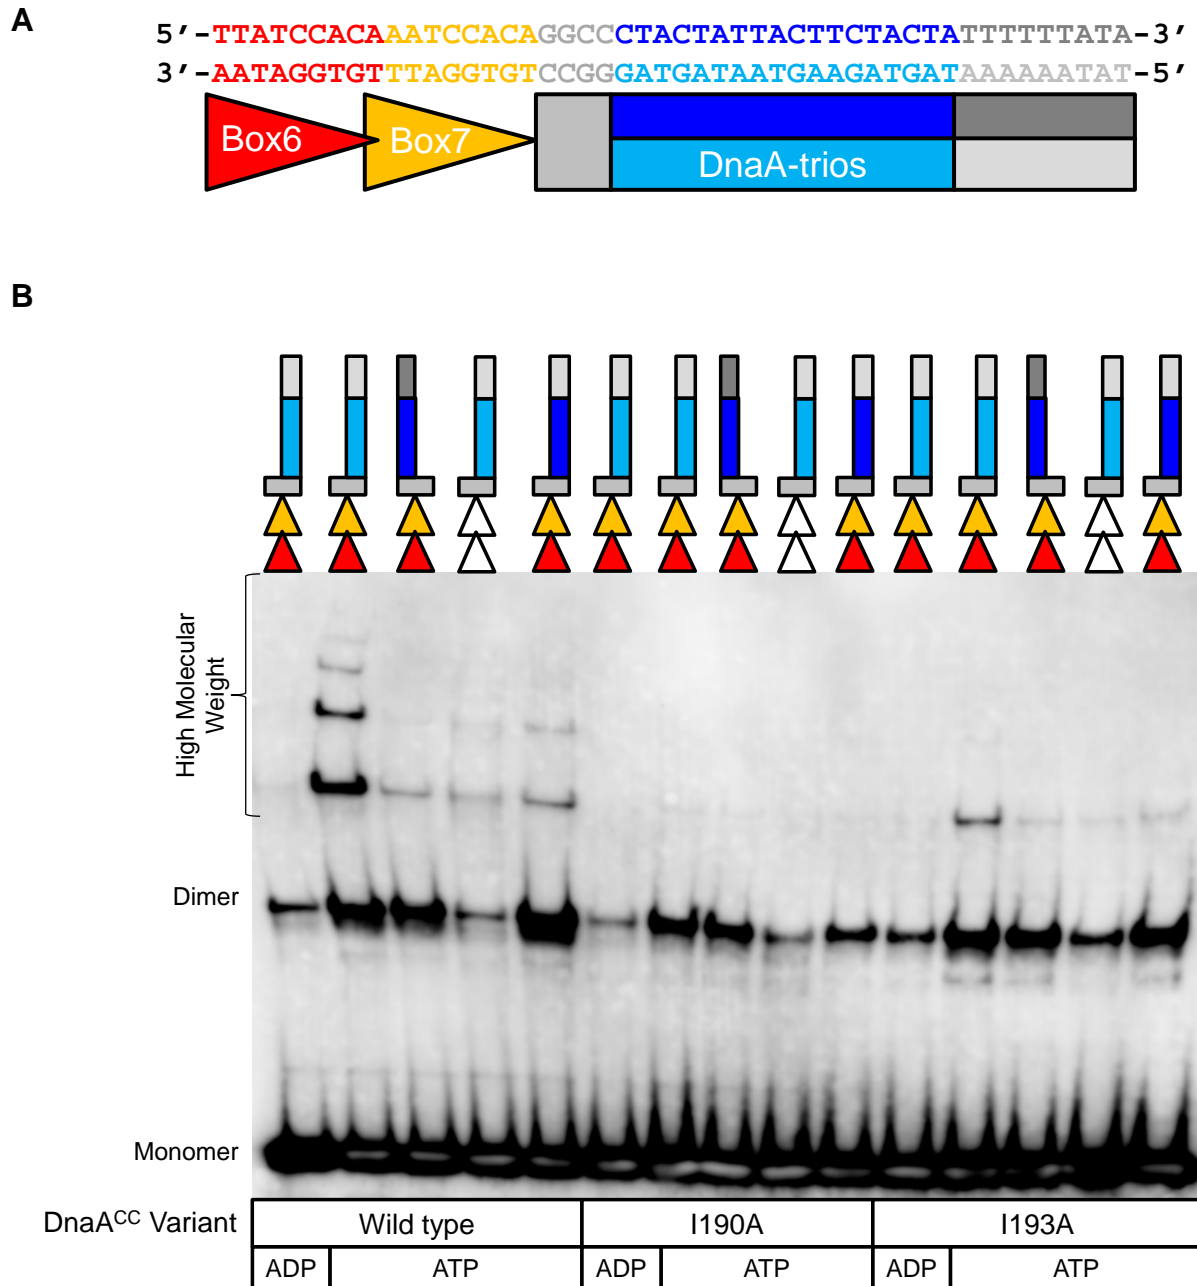 A
5′-TTATCCACAAATCCACAGGCCCTACTATTACTTCTACTATTTTTTATA-3′
3′-AATAGGTGTTTAGGTGTCCGGGATGATAATGAAGATGATAAAAAATAT-5′
Box6 Box7 DnaA-trios
B
High Molecular
Weight
Dimer
Monomer
DnaACC Variant Wild type I190A I193A
ADP ATP ADP ATP ADP ATP